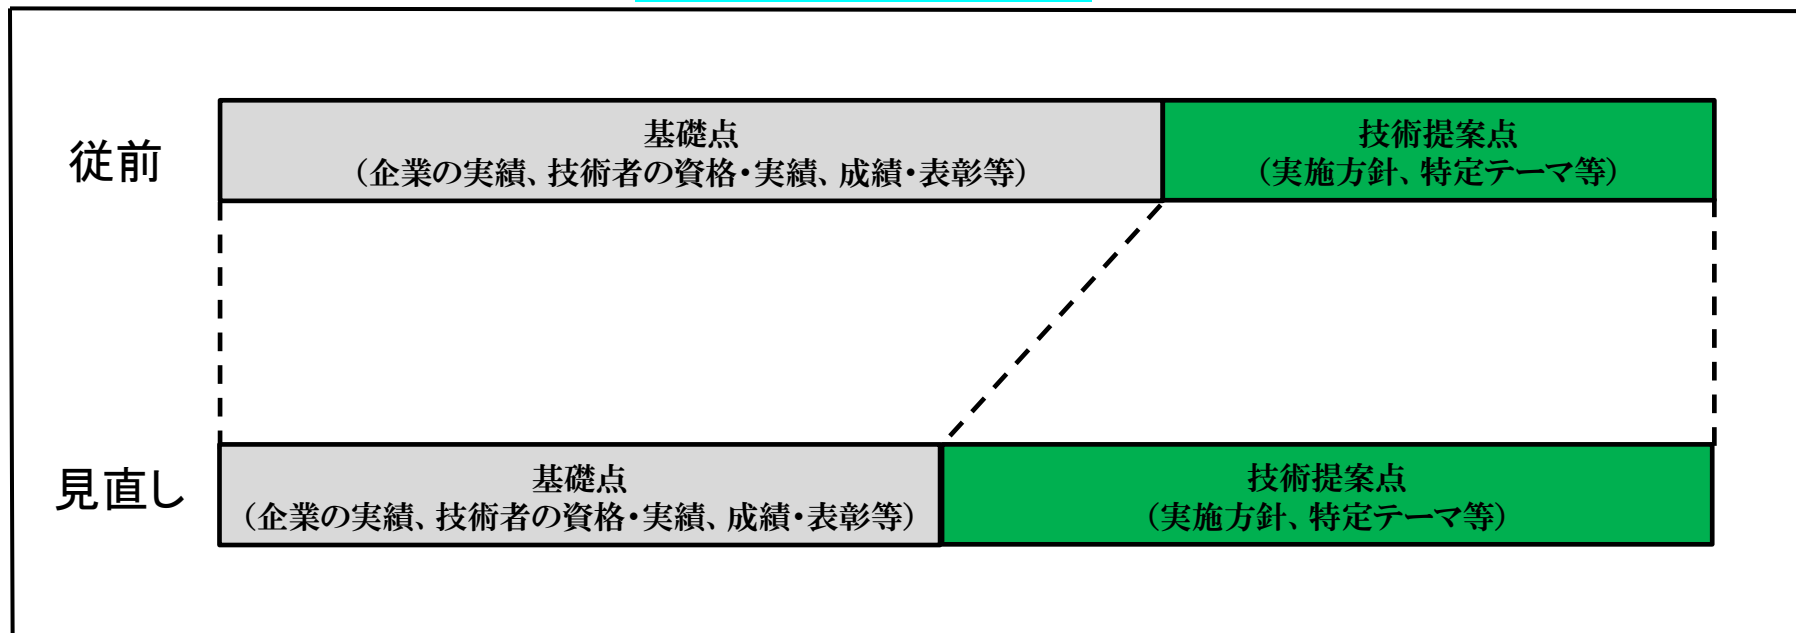 従前
基礎点
（企業の実績、技術者の資格・実績、成績・表彰等）
技術提案点
（実施方針、特定テーマ等）
見直し
基礎点
（企業の実績、技術者の資格・実績、成績・表彰等）
技術提案点
（実施方針、特定テーマ等）